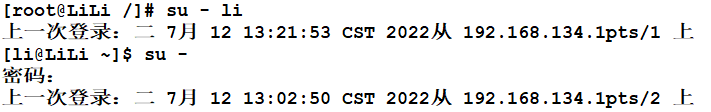 [root@LiLi /]# su - li
上一次登录：二 7月 12 13:21:53 CST 2022从 192.168.134.1pts/1 上
[li@LiLi ~]$ su -
密码：
上一次登录：二 7月 12 13:02:50 CST 2022从 192.168.134.1pts/2 上